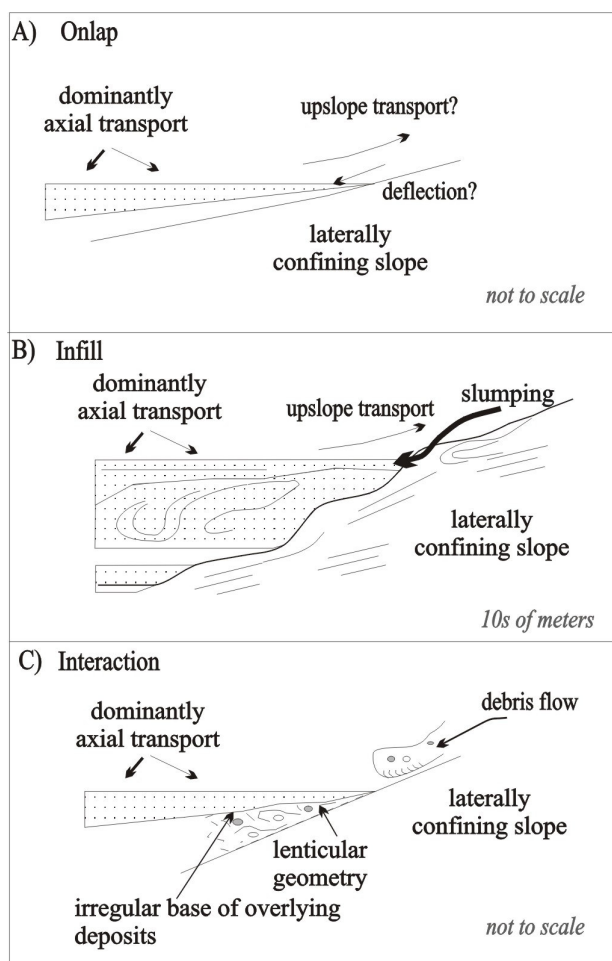 A) Onlap
dominantly
axial transport
upslope transport?
deflection?
laterally
confining slope
not to scale
B) Infill
dominantly
axial transport
upslope transport
slumping
laterally
confining slope
10s of meters
C) Interaction
dominantly
axial transport
debris flow
laterally
confining slope
lenticular
geometry
irregular base of overlying
deposits
not to scale